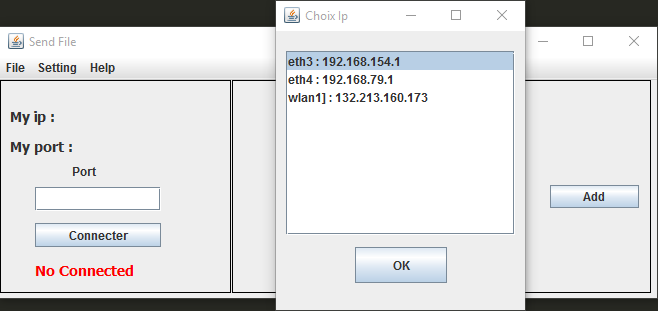 Send File
File Setting Help
My ip :
My port :
Port
Connecter
No Connected
Choix Ip
eth3 : 192.168.154.1
eth4 : 192.168.79.1
wlan1] : 132.213.160.173
OK
Add